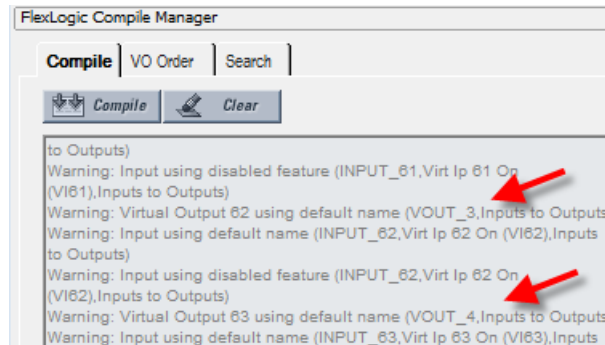 FlexLogic Compile Manager
Compile VO Order Search
Compile Clear
to Outputs)
Warning: Input using disabled feature (INPUT_61,Virt Ip 61 On
(VI61),Inputs to Outputs)
Warning: Virtual Output 62 using default name (VOUT_3,Inputs to Outputs
Warning: Input using default name (INPUT_62,Virt Ip 62 On (VI62),Inputs
to Outputs)
Warning: Input using disabled feature (INPUT_62,Virt Ip 62 On
(VI62),Inputs to Outputs)
Warning: Virtual Output 63 using default name (VOUT_4,Inputs to Outputs
Warning: Input using default name (INPUT_63,Virt Ip 63 On (VI63),Inputs